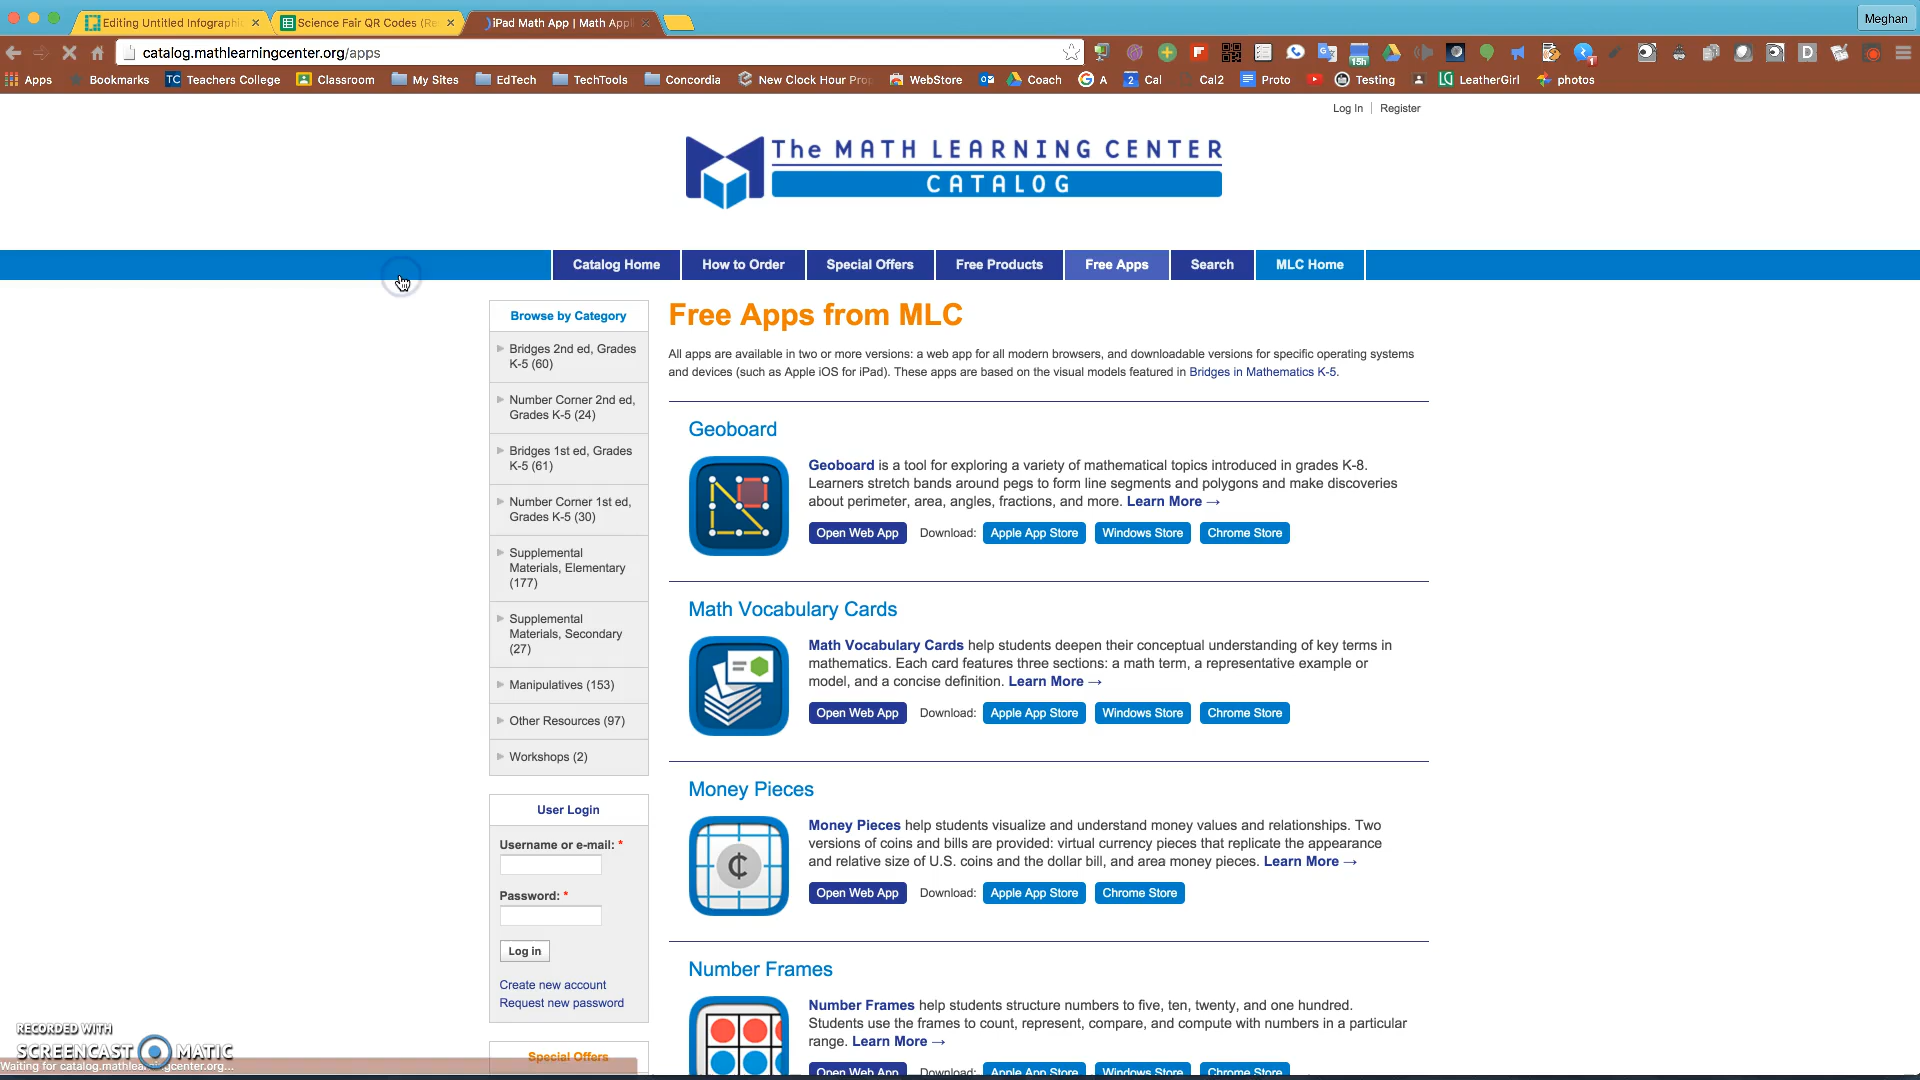 Editing Untitled Infographi
Science Fair QR Codes (Re
iPad Math App | Math Appli
Meghan
catalog.mathlearningcenter.org/apps
15h
1
Apps
Bookmarks
TC Teachers College
Classroom
My Sites
EdTech
TechTools
Concordia
New Clock Hour Prop
WebStore
Coach
G A
2 Cal
Cal2
Proto
Testing
LG LeatherGirl
photos
Log In
Register
The MATH LEARNING CENTER
CATALOG
Catalog Home
How to Order
Special Offers
Free Products
Free Apps
Search
MLC Home
Browse by Category
Bridges 2nd ed, Grades
K-5 (60)
Number Corner 2nd ed,
Grades K-5 (24)
Bridges 1st ed, Grades
K-5 (61)
Number Corner 1st ed,
Grades K-5 (30)
Supplemental
Materials, Elementary
(177)
Supplemental
Materials, Secondary
(27)
Manipulatives (153)
Other Resources (97)
Workshops (2)
User Login
Username or e-mail: *
Password: *
Log in
Create new account
Request new password
Special Offers
Free Apps from MLC
All apps are available in two or more versions: a web app for all modern browsers, and downloadable versions for specific operating systems
and devices (such as Apple iOS for iPad). These apps are based on the visual models featured in Bridges in Mathematics K-5.
Geoboard
Geoboard is a tool for exploring a variety of mathematical topics introduced in grades K-8.
Learners stretch bands around pegs to form line segments and polygons and make discoveries
about perimeter, area, angles, fractions, and more. Learn More →
Open Web App Download: Apple App Store Windows Store Chrome Store
Math Vocabulary Cards
Math Vocabulary Cards help students deepen their conceptual understanding of key terms in
mathematics. Each card features three sections: a math term, a representative example or
model, and a concise definition. Learn More →
Open Web App Download: Apple App Store Windows Store Chrome Store
Money Pieces
¢
Money Pieces help students visualize and understand money values and relationships. Two
versions of coins and bills are provided: virtual currency pieces that replicate the appearance
and relative size of U.S. coins and the dollar bill, and area money pieces. Learn More →
Open Web App Download: Apple App Store Chrome Store
Number Frames
Number Frames help students structure numbers to five, ten, twenty, and one hundred.
Students use the frames to count, represent, compare, and compute with numbers in a particular
range. Learn More →
Open Web App Download: Apple App Store Windows Store Chrome Store
RECORDED WITH
SCREENCAST MATIC
Waiting for catalog.mathlearningcenter.org...